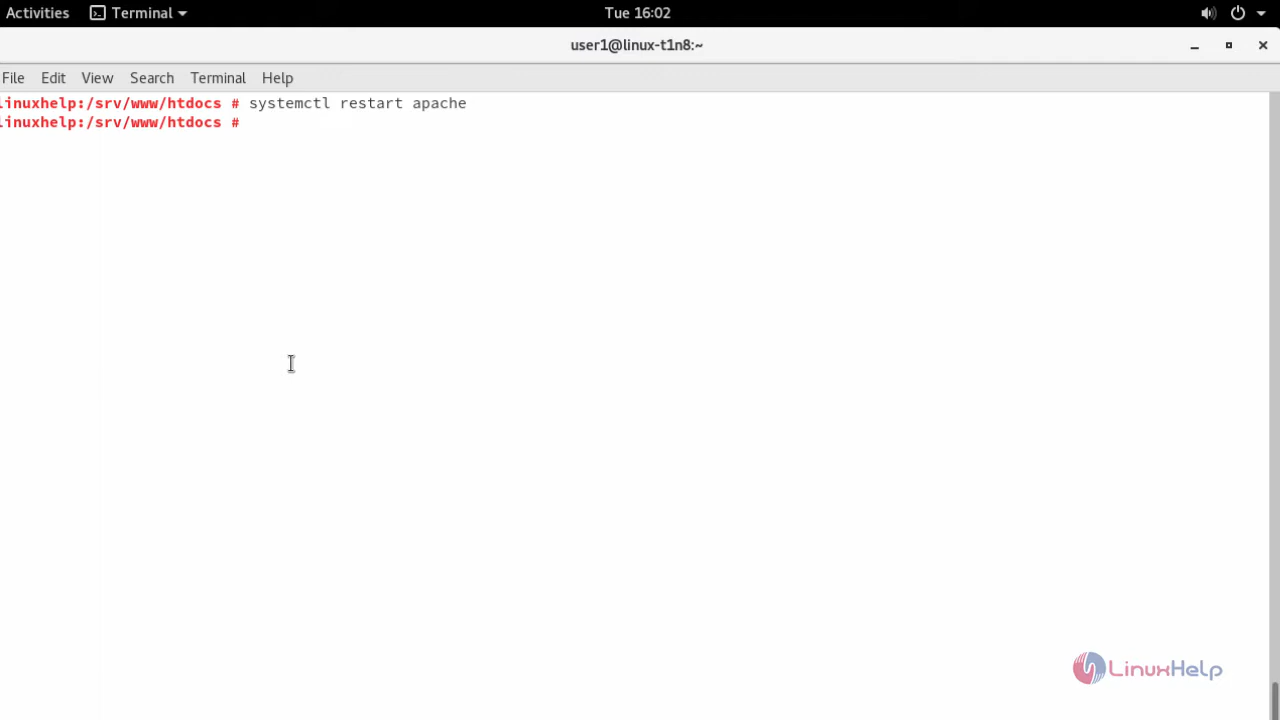 Activities Terminal Tue 16:02
user1@linux-t1n8:~
File Edit View Search Terminal Help
linuxhelp:/srv/www/htdocs # systemctl restart apache
linuxhelp:/srv/www/htdocs #
LinuxHelp